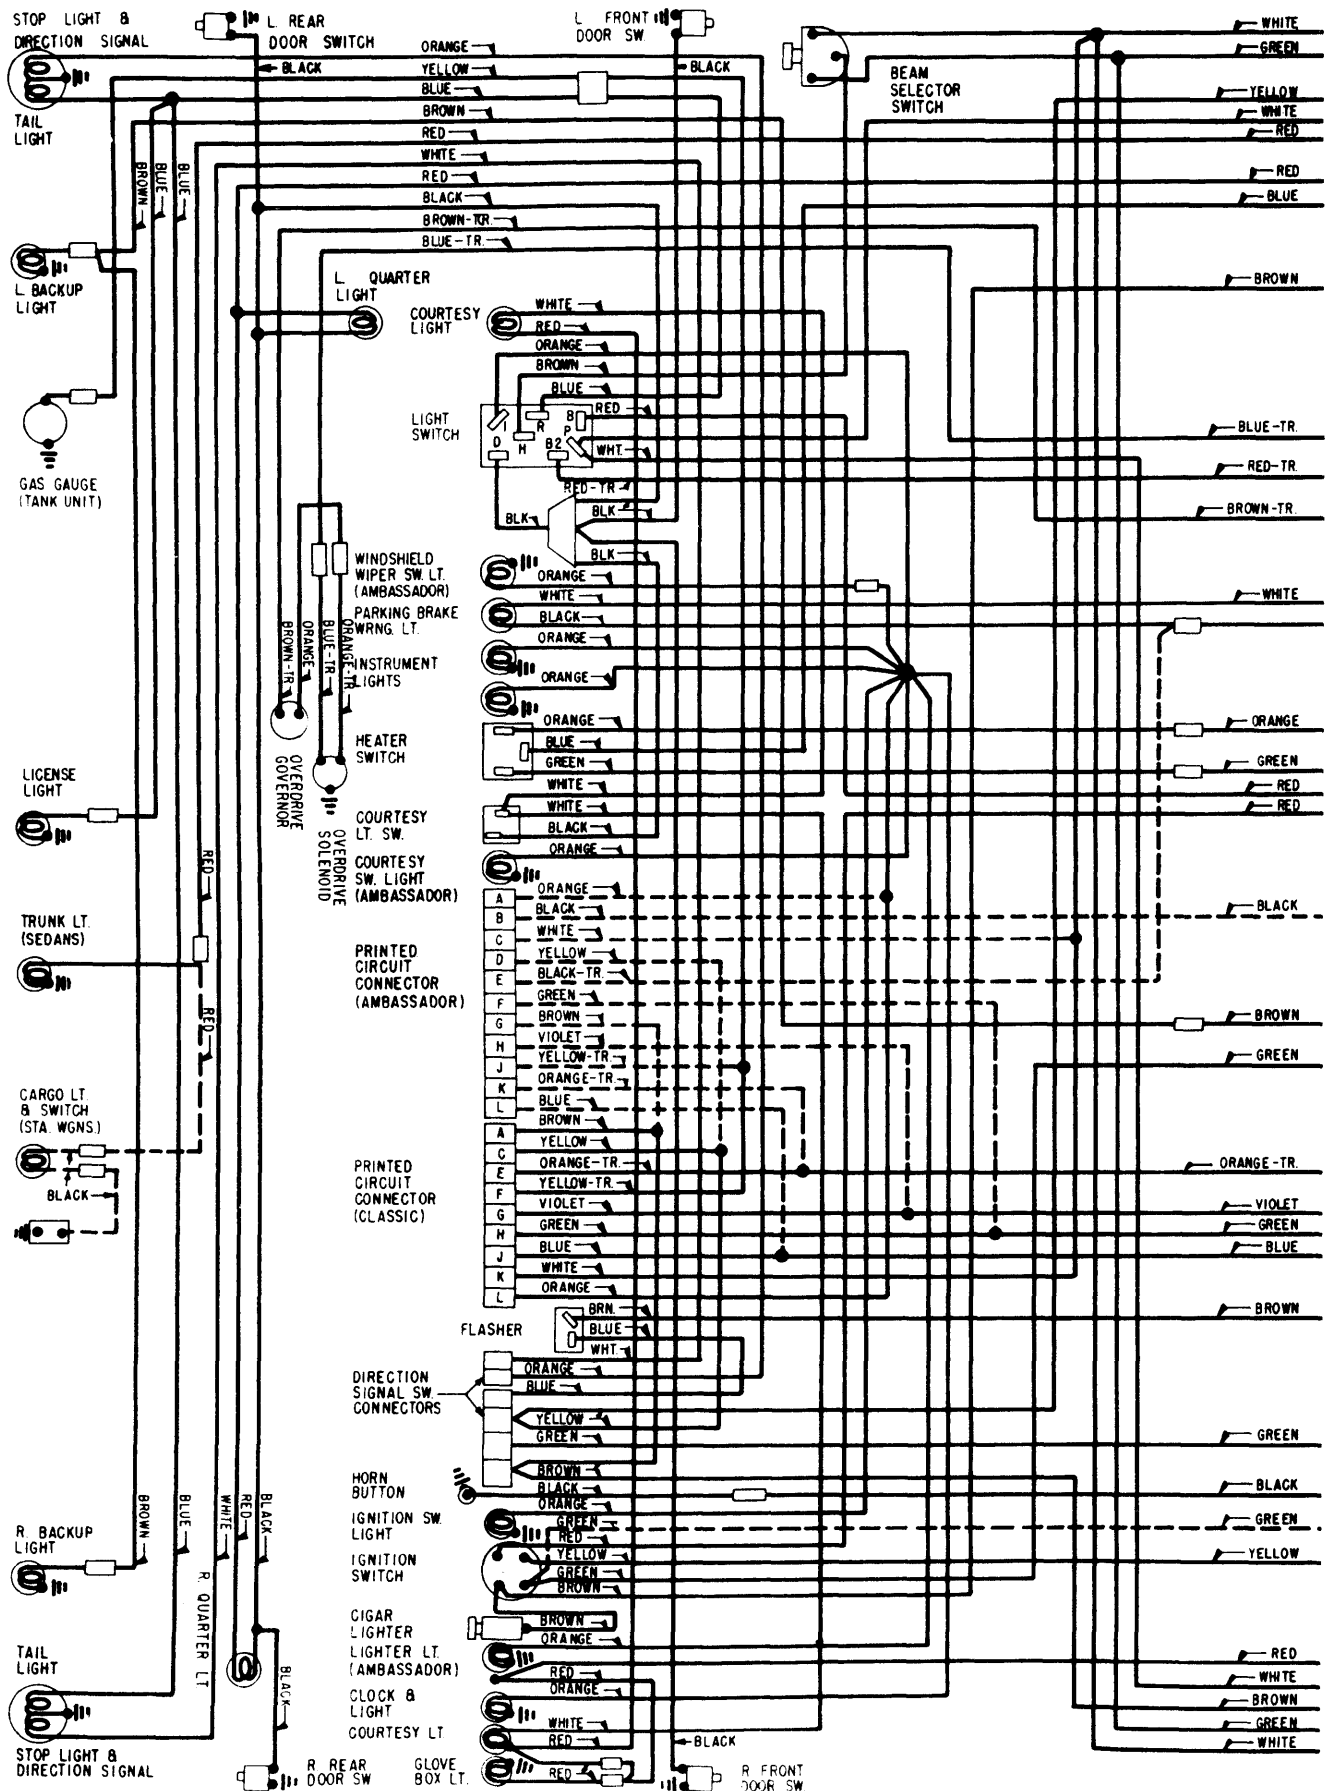 STOP LIGHT &
DIRECTION SIGNAL
TAIL
LIGHT
L. REAR
DOOR SWITCH
BLACK
L. FRONT
DOOR SW.
BLACK
BEAM
SELECTOR
SWITCH
ORANGE
YELLOW
BLUE
BROWN
RED
WHITE
RED
BLACK
BROWN-TR.
BLUE-TR.
WHITE
GREEN
YELLOW
WHITE
RED
RED
BLUE
BROWN
BLUE-TR.
RED-TR.
BROWN-TR.
WHITE
ORANGE
GREEN
RED
RED
BLACK
BROWN
GREEN
ORANGE-TR.
VIOLET
GREEN
BLUE
BROWN
GREEN
BLACK
GREEN
YELLOW
RED
WHITE
BROWN
GREEN
WHITE
BROWN
BLUE
BLUE
L. BACKUP
LIGHT
GAS GAUGE
(TANK UNIT)
LICENSE
LIGHT
TRUNK LT.
(SEDANS)
RED
RED
CARGO LT.
& SWITCH
(STA. WGNS.)
BLACK
R. BACKUP
LIGHT
BROWN
BLUE
WHITE
RED
BLACK
R. QUARTER LT
TAIL
LIGHT
STOP LIGHT &
DIRECTION SIGNAL
BLACK
R. REAR
DOOR SW
L. QUARTER
LIGHT
COURTESY
LIGHT
WHITE
RED
ORANGE
BROWN
BLUE
LIGHT
SWITCH
I
R
B
P
D
H
B2
RED
WHT.
RED-TR.
BLK
BLK
BLK
WINDSHIELD
WIPER SW. LT.
(AMBASSADOR)
ORANGE
PARKING BRAKE
WRNG. LT.
WHITE
BLACK
INSTRUMENT
LIGHTS
ORANGE
ORANGE
BROWN-TR
ORANGE
BLUE-TR
ORANGE-TR.
OVERDRIVE
GOVERNOR
OVERDRIVE
SOLENOID
HEATER
SWITCH
ORANGE
BLUE
GREEN
COURTESY
LT. SW.
WHITE
WHITE
BLACK
COURTESY
SW. LIGHT
(AMBASSADOR)
ORANGE
PRINTED
CIRCUIT
CONNECTOR
(AMBASSADOR)
A ORANGE
B BLACK
C WHITE
D YELLOW
E BLACK-TR.
F GREEN
G BROWN
H VIOLET
J YELLOW-TR.
K ORANGE-TR.
L BLUE
PRINTED
CIRCUIT
CONNECTOR
(CLASSIC)
A BROWN
C YELLOW
E ORANGE-TR.
F YELLOW-TR.
G VIOLET
H GREEN
J BLUE
K WHITE
L ORANGE
FLASHER
BRN.
BLUE
DIRECTION
SIGNAL SW.
CONNECTORS
WHT.
ORANGE
BLUE
YELLOW
GREEN
BROWN
HORN
BUTTON
BLACK
IGNITION SW.
LIGHT
ORANGE
IGNITION
SWITCH
GREEN
RED
YELLOW
GREEN
BROWN
CIGAR
LIGHTER
BROWN
LIGHTER LT.
(AMBASSADOR)
ORANGE
RED
CLOCK &
LIGHT
ORANGE
COURTESY LT.
WHITE
RED
GLOVE
BOX LT.
RED
BLACK
R FRONT
DOOR SW.